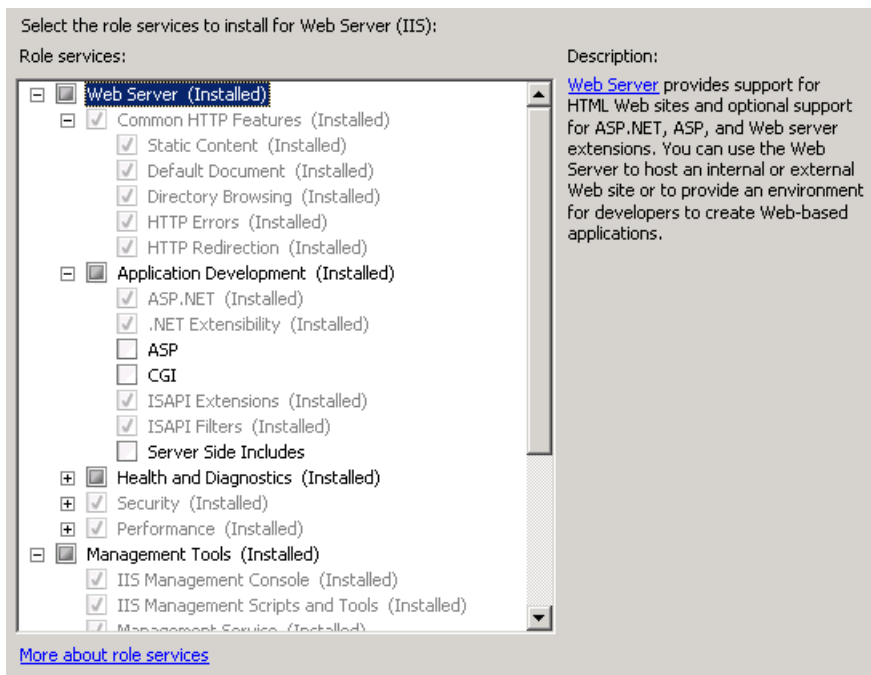 Select the role services to install for Web Server (IIS):
Role services:
Web Server (Installed)
Common HTTP Features (Installed)
Static Content (Installed)
Default Document (Installed)
Directory Browsing (Installed)
HTTP Errors (Installed)
HTTP Redirection (Installed)
Application Development (Installed)
ASP.NET (Installed)
.NET Extensibility (Installed)
ASP
CGI
ISAPI Extensions (Installed)
ISAPI Filters (Installed)
Server Side Includes
Health and Diagnostics (Installed)
Security (Installed)
Performance (Installed)
Management Tools (Installed)
IIS Management Console (Installed)
IIS Management Scripts and Tools (Installed)
Management Service (Installed)
More about role services
Description:
Web Server provides support for
HTML Web sites and optional support
for ASP.NET, ASP, and Web server
extensions. You can use the Web
Server to host an internal or external
Web site or to provide an environment
for developers to create Web-based
applications.